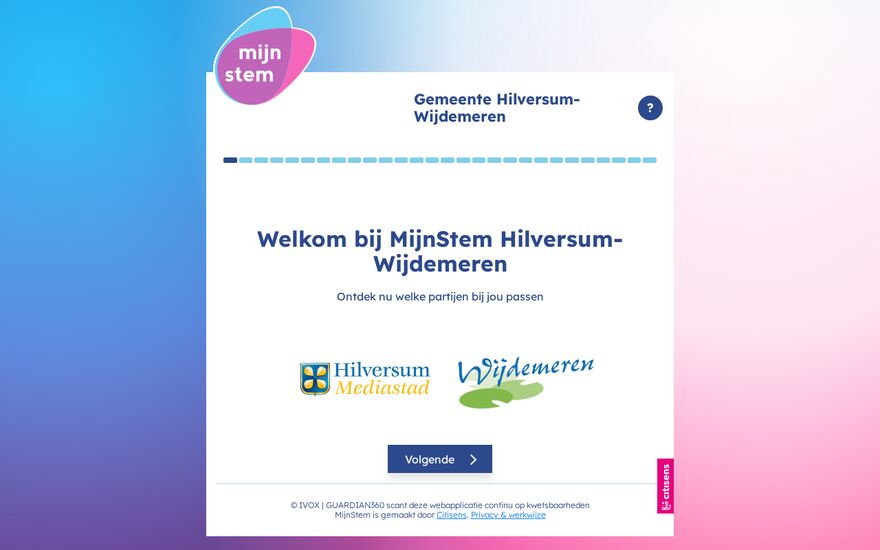 mijn
stem
Gemeente Hilversum-
Wijdemeren
?
Welkom bij MijnStem Hilversum-
Wijdemeren
Ontdek nu welke partijen bij jou passen
Hilversum
Mediastad
Wijdemeren
Volgende
citisens
© IVOX | GUARDIAN360 scant deze webapplicatie continu op kwetsbaarheden
MijnStem is gemaakt door Citisens. Privacy & werkwijze